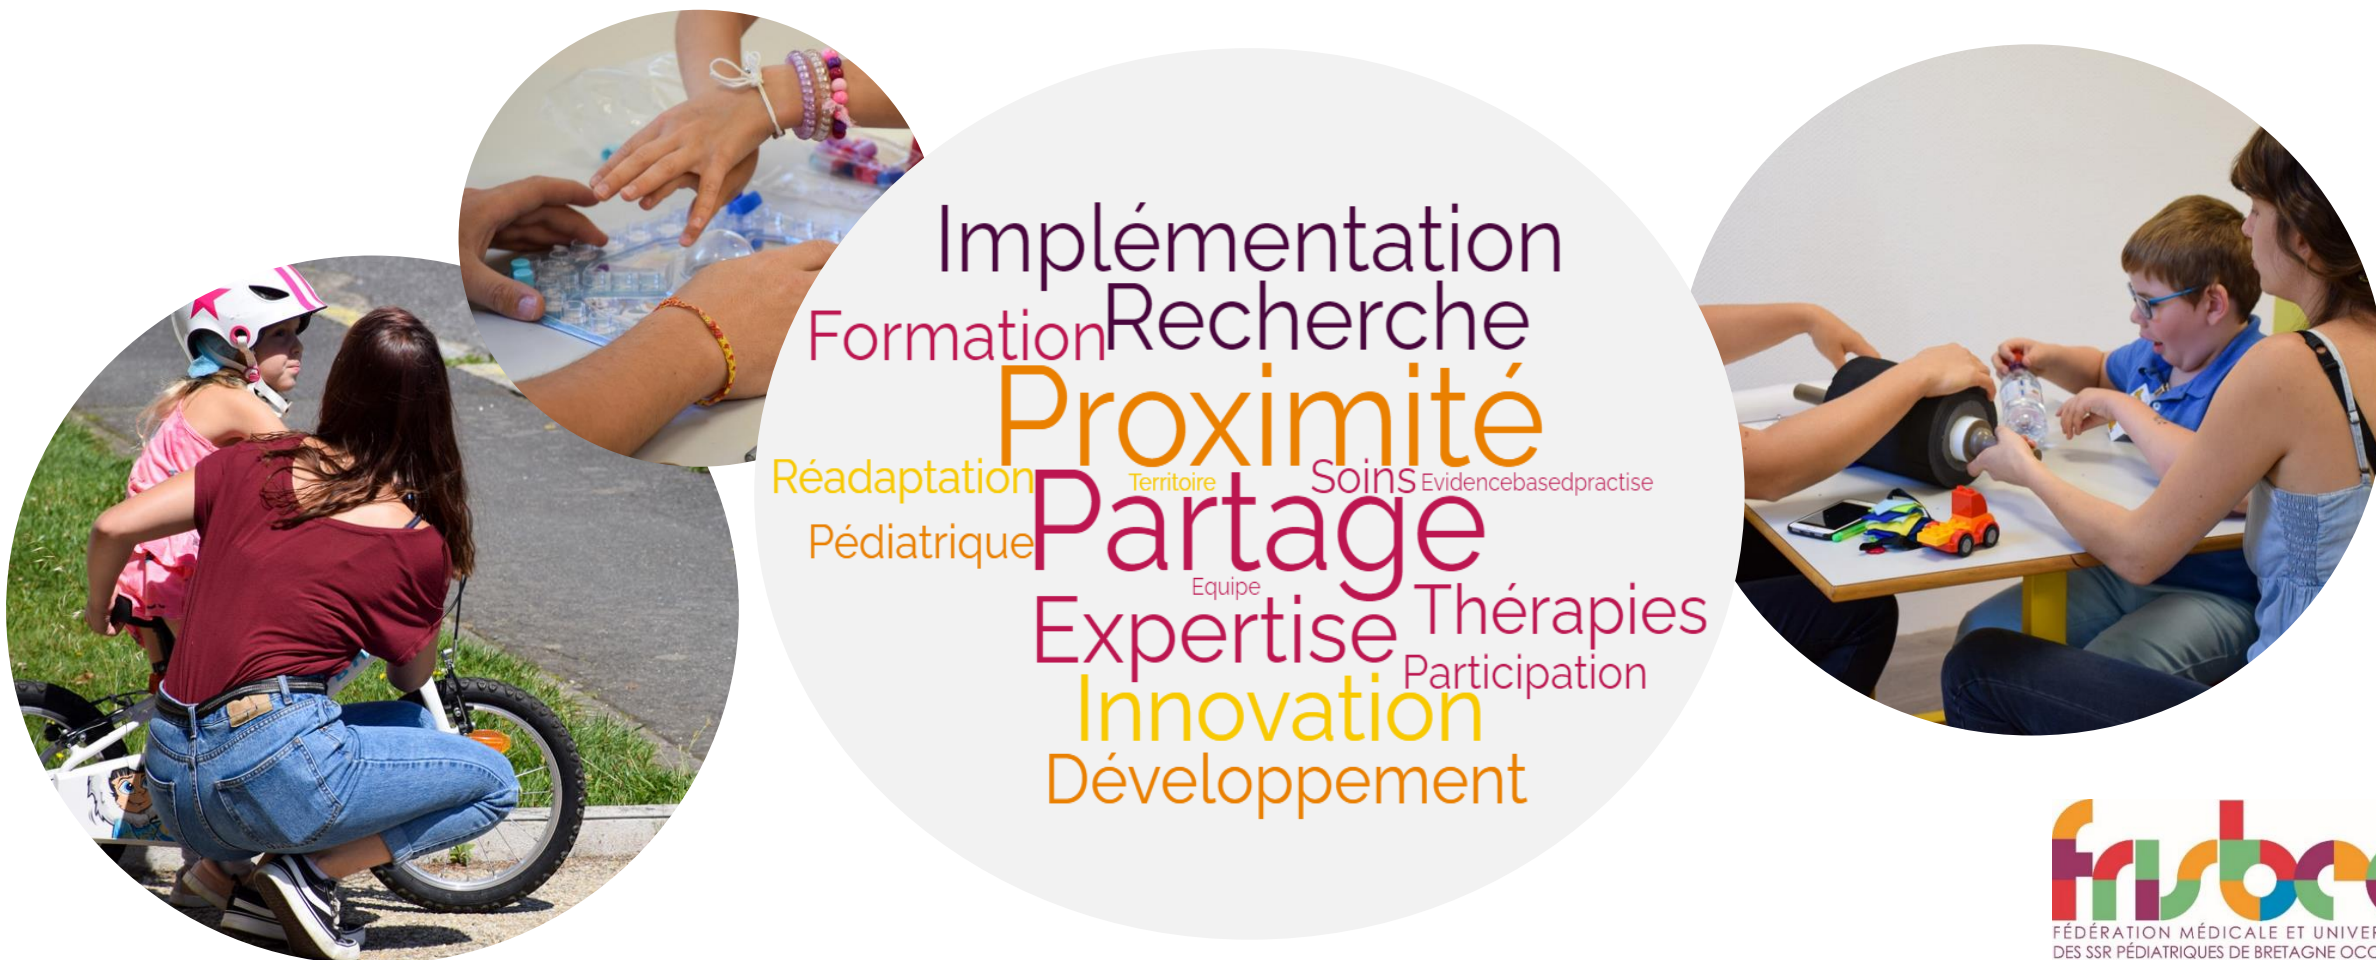 Implémentation
Formation
Recherche
Proximité
Réadaptation
Territoire
Soins
Evidencebasedpractise
Pédiatrique
Partage
Equipe
Expertise
Thérapies
Participation
Innovation
Développement
frisbee
FÉDÉRATION MÉDICALE ET UNIVER
DES SSR PÉDIATRIQUES DE BRETAGNE OCC